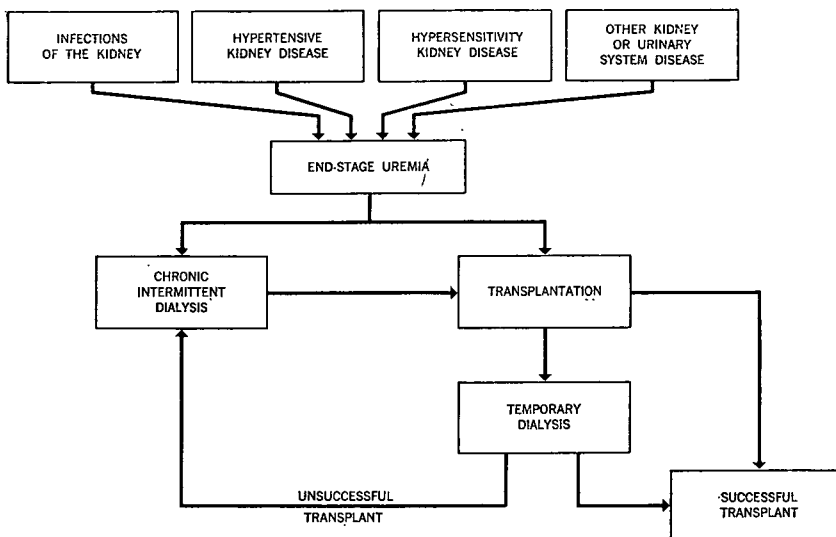 INFECTIONS
OF THE KIDNEY
HYPERTENSIVE
KIDNEY DISEASE
HYPERSENSITIVITY
KIDNEY DISEASE
OTHER KIDNEY
OR URINARY
SYSTEM DISEASE
END-STAGE UREMIA
CHRONIC
INTERMITTENT
DIALYSIS
TRANSPLANTATION
TEMPORARY
DIALYSIS
UNSUCCESSFUL
TRANSPLANT
SUCCESSFUL
TRANSPLANT